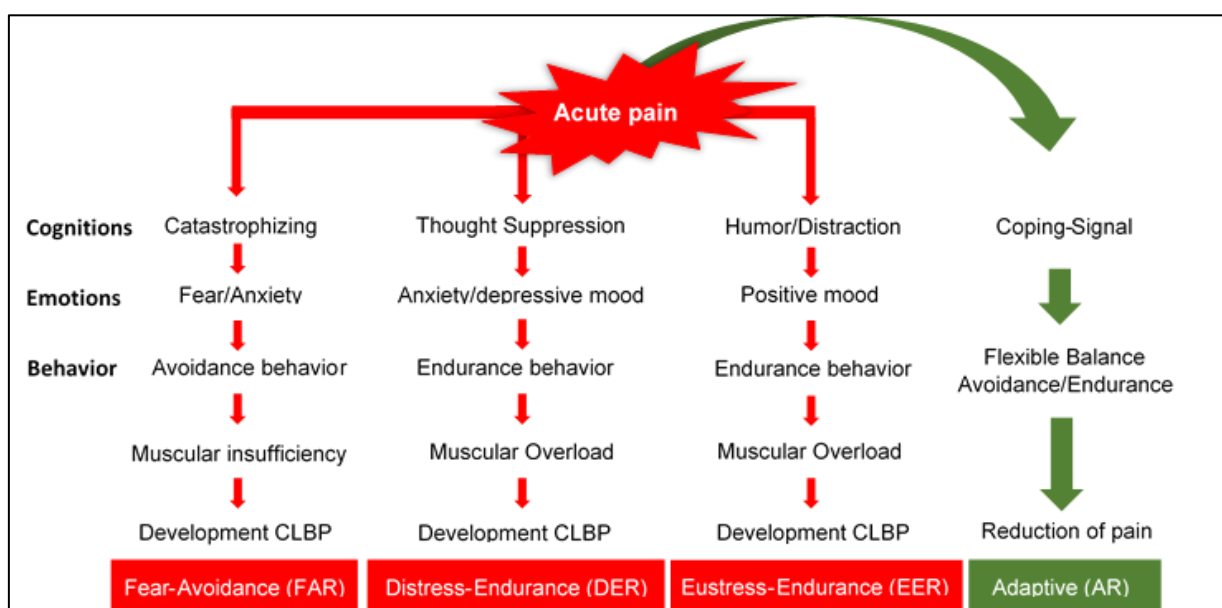 Acute pain
Cognitions Catastrophizing Thought Suppression Humor/Distraction Coping-Signal
Emotions Fear/Anxiety Anxiety/depressive mood Positive mood
Behavior Avoidance behavior Endurance behavior Endurance behavior Flexible Balance
Avoidance/Endurance
Muscular insufficiency Muscular Overload Muscular Overload
Development CLBP Development CLBP Development CLBP Reduction of pain
Fear-Avoidance (FAR) Distress-Endurance (DER) Eustress-Endurance (EER) Adaptive (AR)